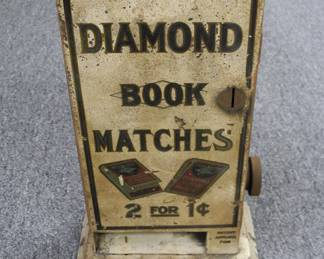 DIAMOND
BOOK
MATCHES
2 FOR 1¢